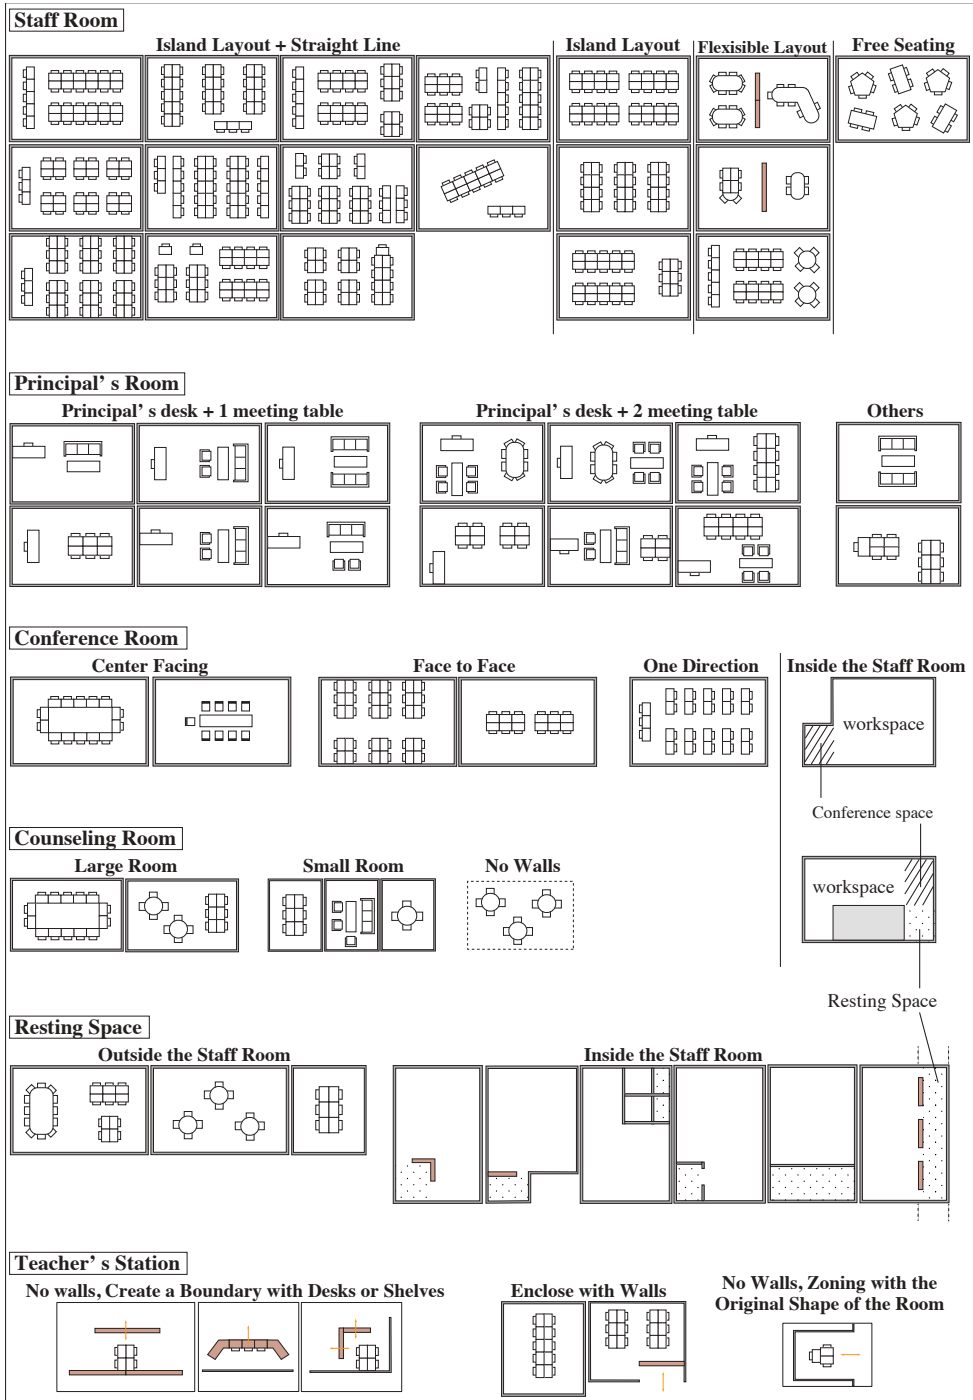 Staff Room
Island Layout + Straight Line
Island Layout
Flexisible Layout
Free Seating
Principal’ s Room
Principal’ s desk + 1 meeting table
Principal’ s desk + 2 meeting table
Others
Conference Room
Center Facing
Face to Face
One Direction
Inside the Staff Room
workspace
Conference space
Counseling Room
Large Room
Small Room
No Walls
workspace
Resting Space
Resting Space
Outside the Staff Room
Inside the Staff Room
Teacher’ s Station
No walls, Create a Boundary with Desks or Shelves
Enclose with Walls
No Walls, Zoning with the
Original Shape of the Room